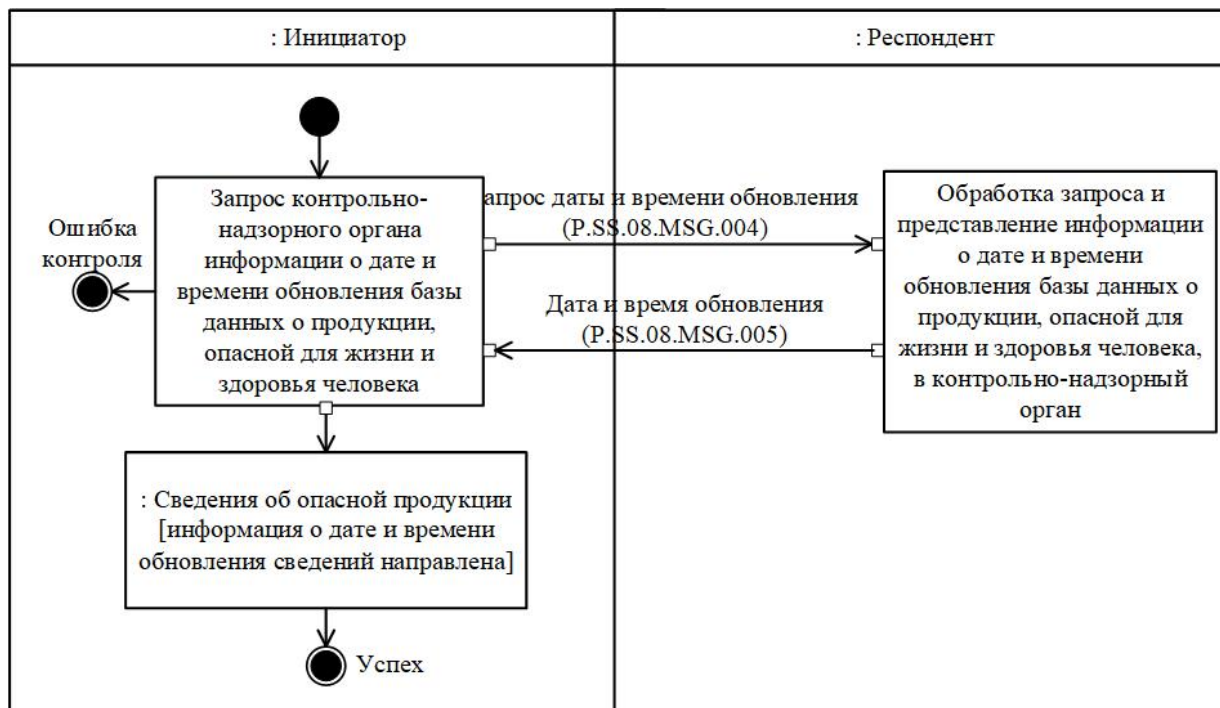 : Инициатор
: Респондент
Запрос контрольно-
надзорного органа
информации о дате и
времени обновления базы
данных о продукции,
опасной для жизни и
здоровья человека
Ошибка
контроля
апрос даты и времени обновления
(P.SS.08.MSG.004)
Дата и время обновления
(P.SS.08.MSG.005)
Обработка запроса и
представление информации
о дате и времени
обновления базы данных о
продукции, опасной для
жизни и здоровья человека,
в контрольно-надзорный
орган
: Сведения об опасной продукции
[информация о дате и времени
обновления сведений направлена]
Успех